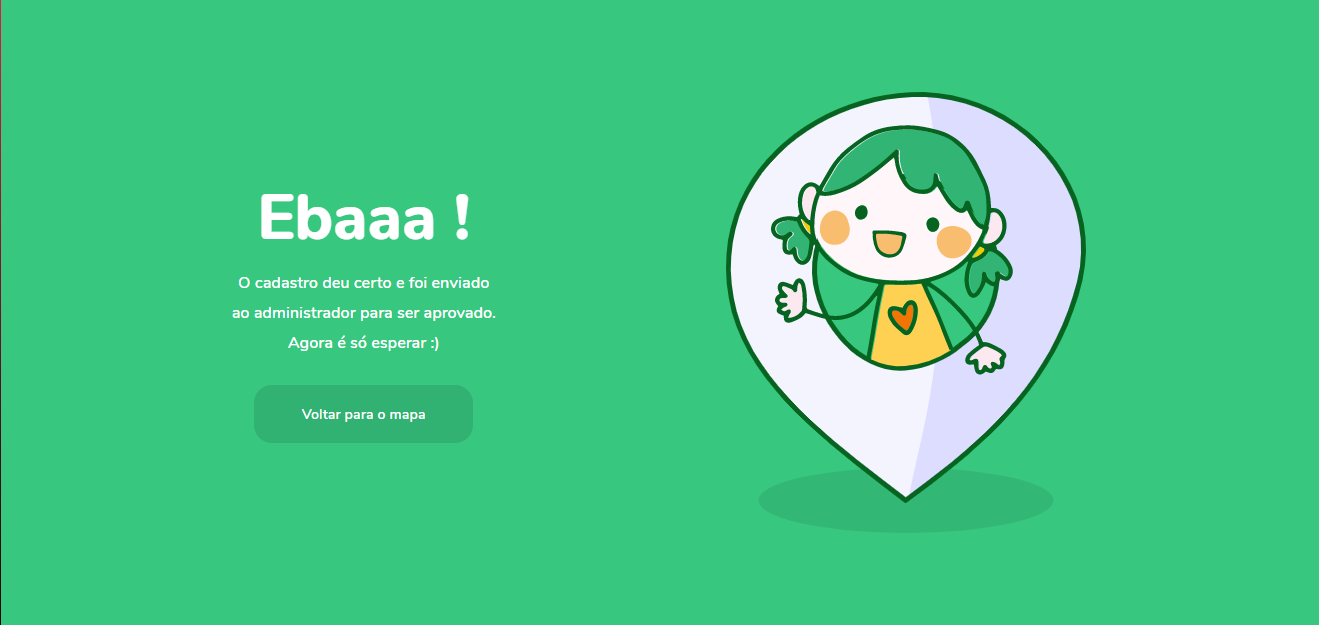 Ebaaa !
O cadastro deu certo e foi enviado
ao administrador para ser aprovado.
Agora é só esperar :)
Voltar para o mapa